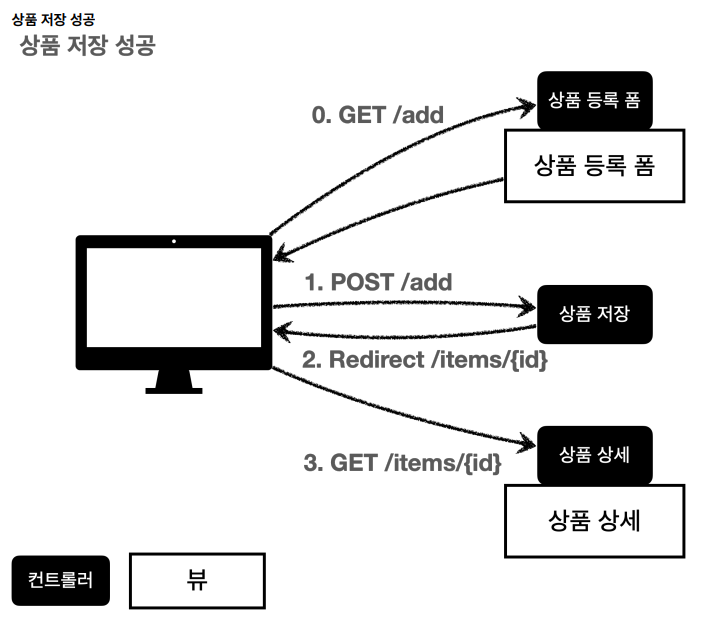 상품 저장 성공
상품 저장 성공
0. GET /add
상품 등록 폼
상품 등록 폼
1. POST /add
상품 저장
2. Redirect /items/{id}
3. GET /items/{id}
상품 상세
상품 상세
컨트롤러
뷰